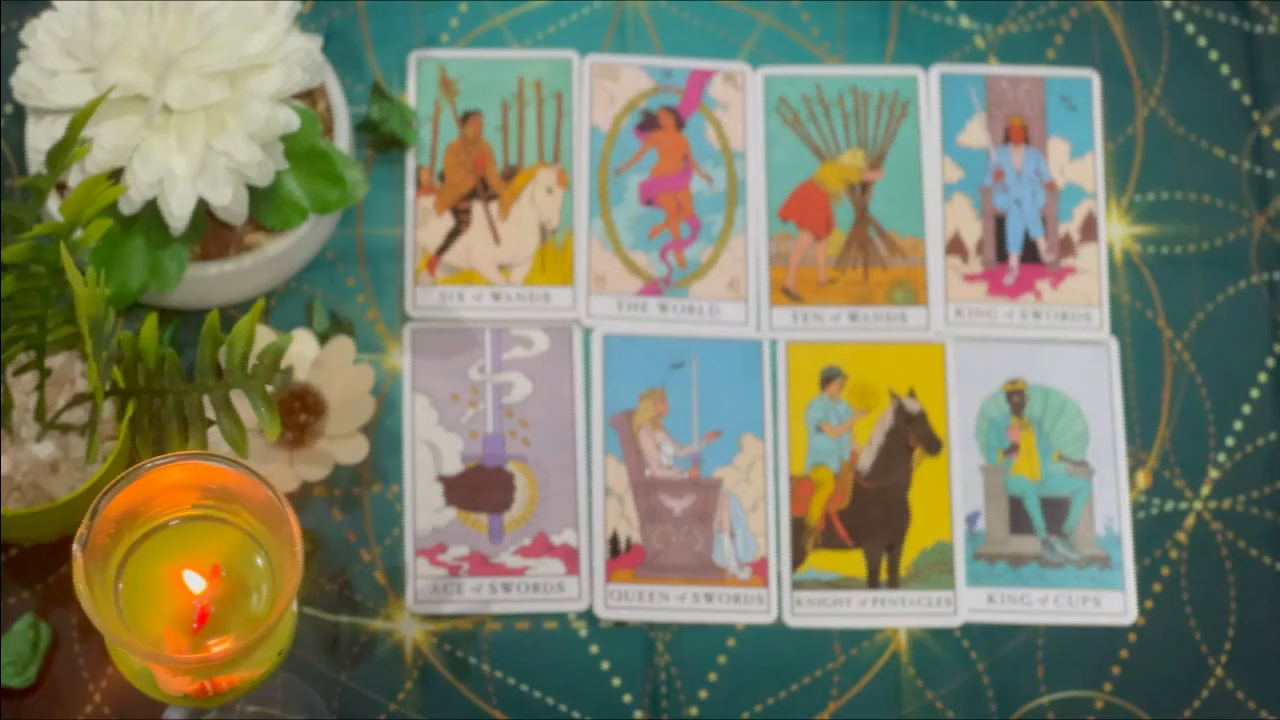 SIX of WANDS
THE WORLD
TEN of WANDS
KING of SWORDS
ACE of SWORDS
QUEEN of SWORDS
KNIGHT of PENTACLES
KING of CUPS